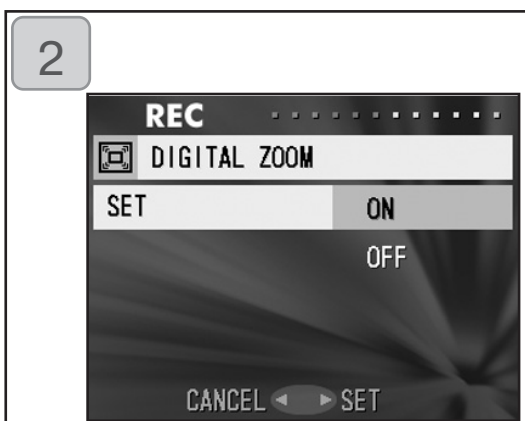 2
REC
DIGITAL ZOOM
SET ON
OFF
CANCEL ◀ ▶ SET